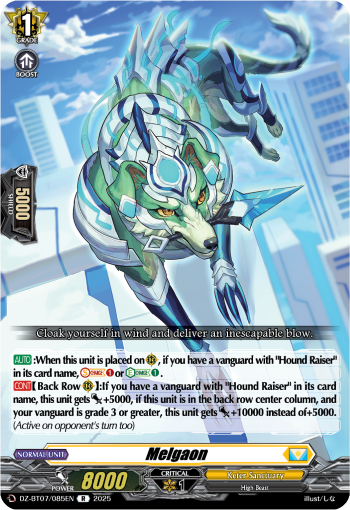 1
GRADE
BOOST
5000
SHIELD
Cloak yourself in wind and deliver an inescapable blow.
AUTO :When this unit is placed on R, if you have a vanguard with "Hound Raiser"
in its card name, 1 or 1.
CONT [Back Row R]:If you have a vanguard with "Hound Raiser" in its card
name, this unit gets +5000, if this unit is in the back row center column, and
your vanguard is grade 3 or greater, this unit gets +10000 instead of+5000.
(Active on opponent's turn too)
NORMAL UNIT
Melgaon
POWER 8000
CRITICAL
1
Keter Sanctuary
High Beast
DZ-BT07/085EN R 2025
illust/L-α